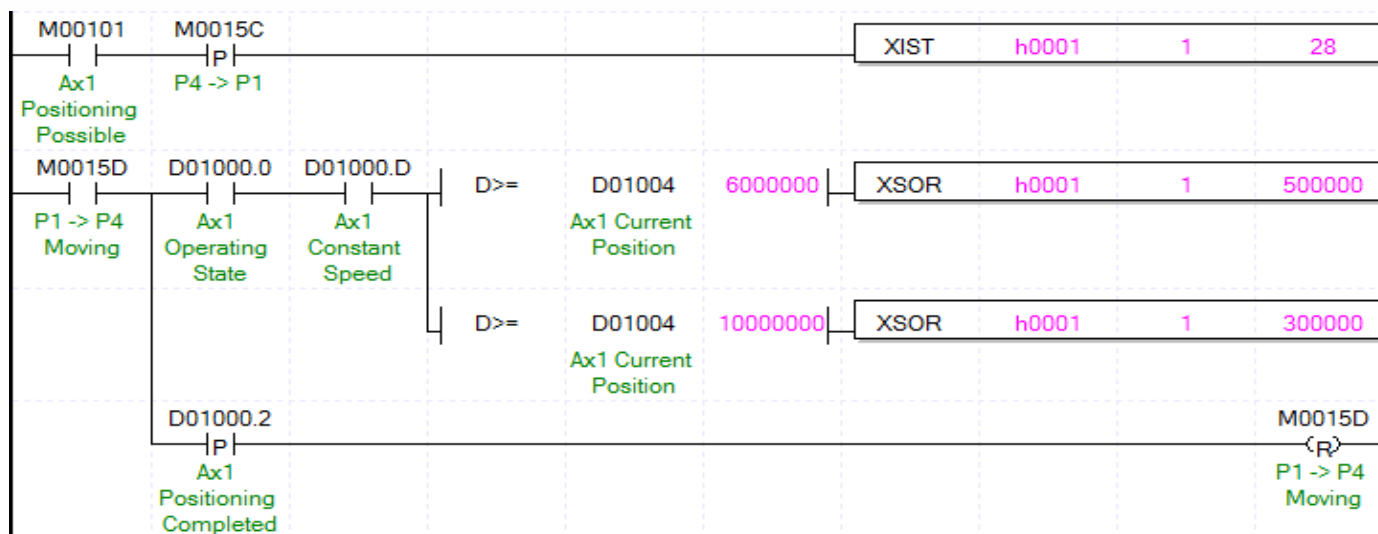 M00101 M0015C
P
XIST h0001 1 28
Ax1 P4 -> P1
Positioning
Possible
M0015D D01000.0 D01000.D
D>= D01004 6000000 XSOR h0001 1 500000
P1 -> P4 Ax1 Ax1 Ax1 Current
Moving Operating Constant Position
State Speed
D>= D01004 10000000 XSOR h0001 1 300000
Ax1 Current
Position
D01000.2 M0015D
P R
Ax1 P1 -> P4
Positioning Moving
Completed